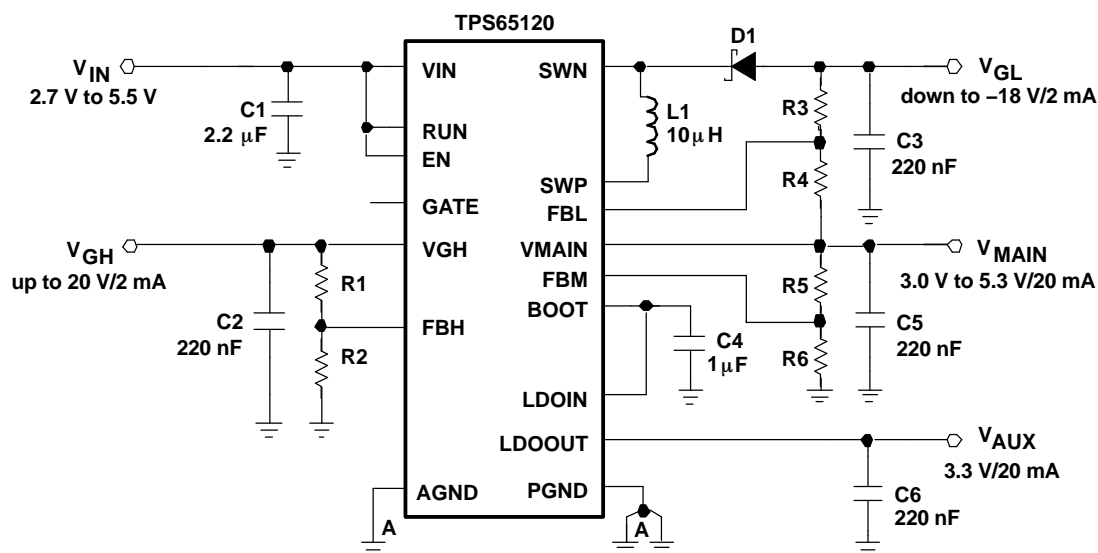 TPS65120
VIN
2.7 V to 5.5 V
C1
2.2 μF
VIN
RUN
EN
GATE
VGH
FBH
AGND
SWN
SWP
FBL
VMAIN
FBM
BOOT
LDOIN
LDOOUT
PGND
VGH
up to 20 V/2 mA
C2
220 nF
R1
R2
A
D1
L1
10 μH
R3
R4
VGL
down to –18 V/2 mA
C3
220 nF
VMAIN
3.0 V to 5.3 V/20 mA
R5
R6
C5
220 nF
C4
1 μF
VAUX
3.3 V/20 mA
C6
220 nF
A